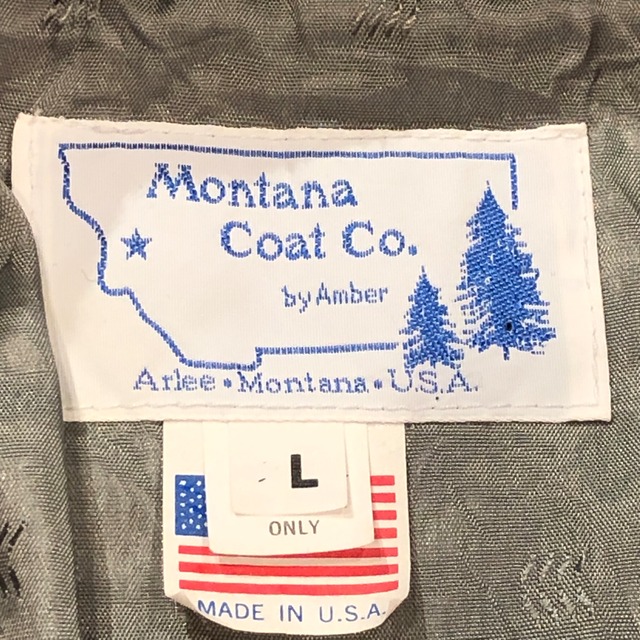 Montana
Coat Co.
by Amber
Arlee • Montana • U.S.A.
L
ONLY
MADE IN U.S.A.